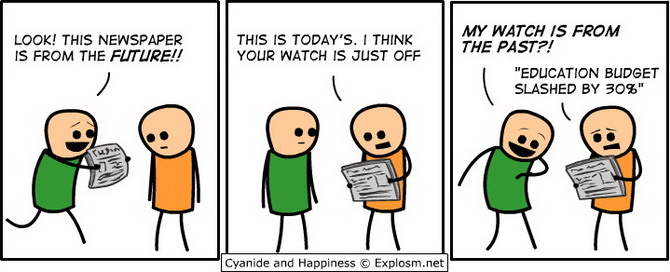 LOOK! THIS NEWSPAPER
IS FROM THE FUTURE!!
THIS IS TODAY'S. I THINK
YOUR WATCH IS JUST OFF
MY WATCH IS FROM
THE PAST?!
"EDUCATION BUDGET
SLASHED BY 30%"
Cyanide and Happiness © Explosm.net